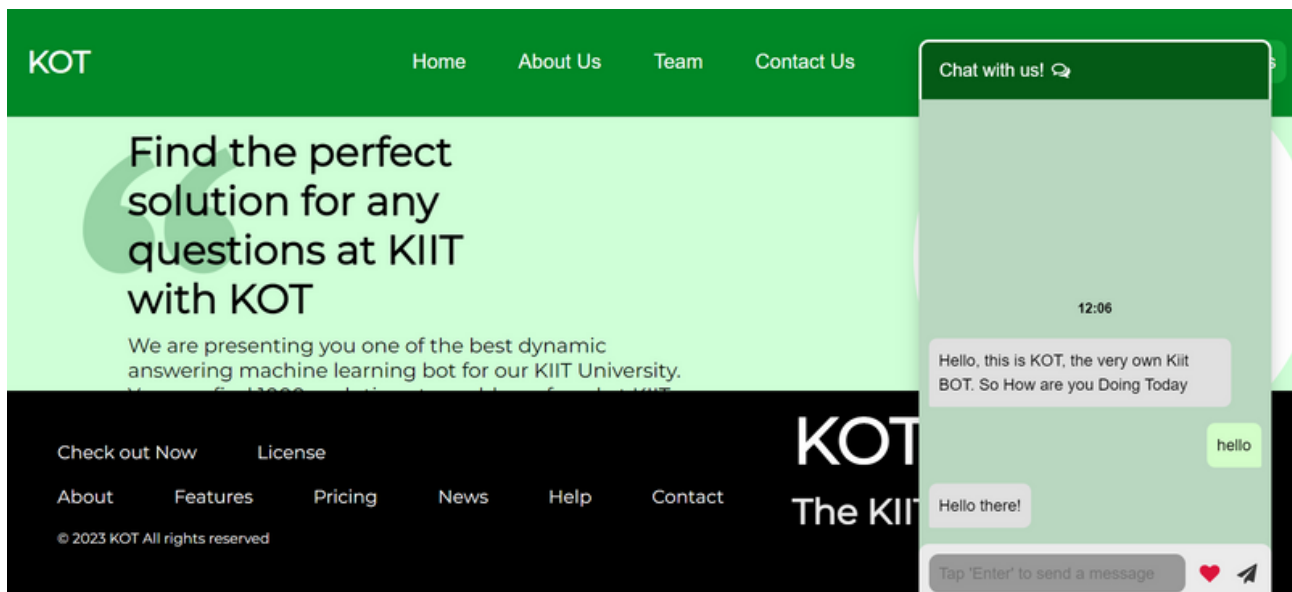 KOT
Home About Us Team Contact Us
Find the perfect
solution for any
questions at KIIT
with KOT
We are presenting you one of the best dynamic
answering machine learning bot for our KIIT University.
Check out Now License
About Features Pricing News Help Contact
© 2023 KOT All rights reserved
KOT
The KII
Chat with us!
12:06
Hello, this is KOT, the very own Kiit
BOT. So How are you Doing Today
hello
Hello there!
Tap 'Enter' to send a message